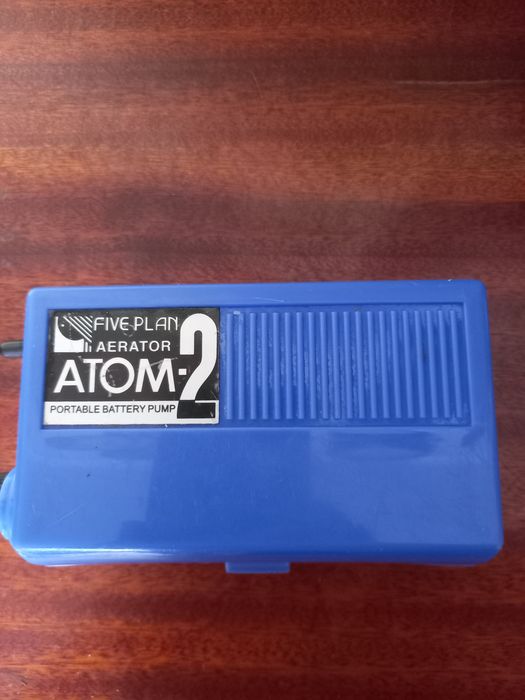 FIVE PLAN
AERATOR
ATOM-2
PORTABLE BATTERY PUMP